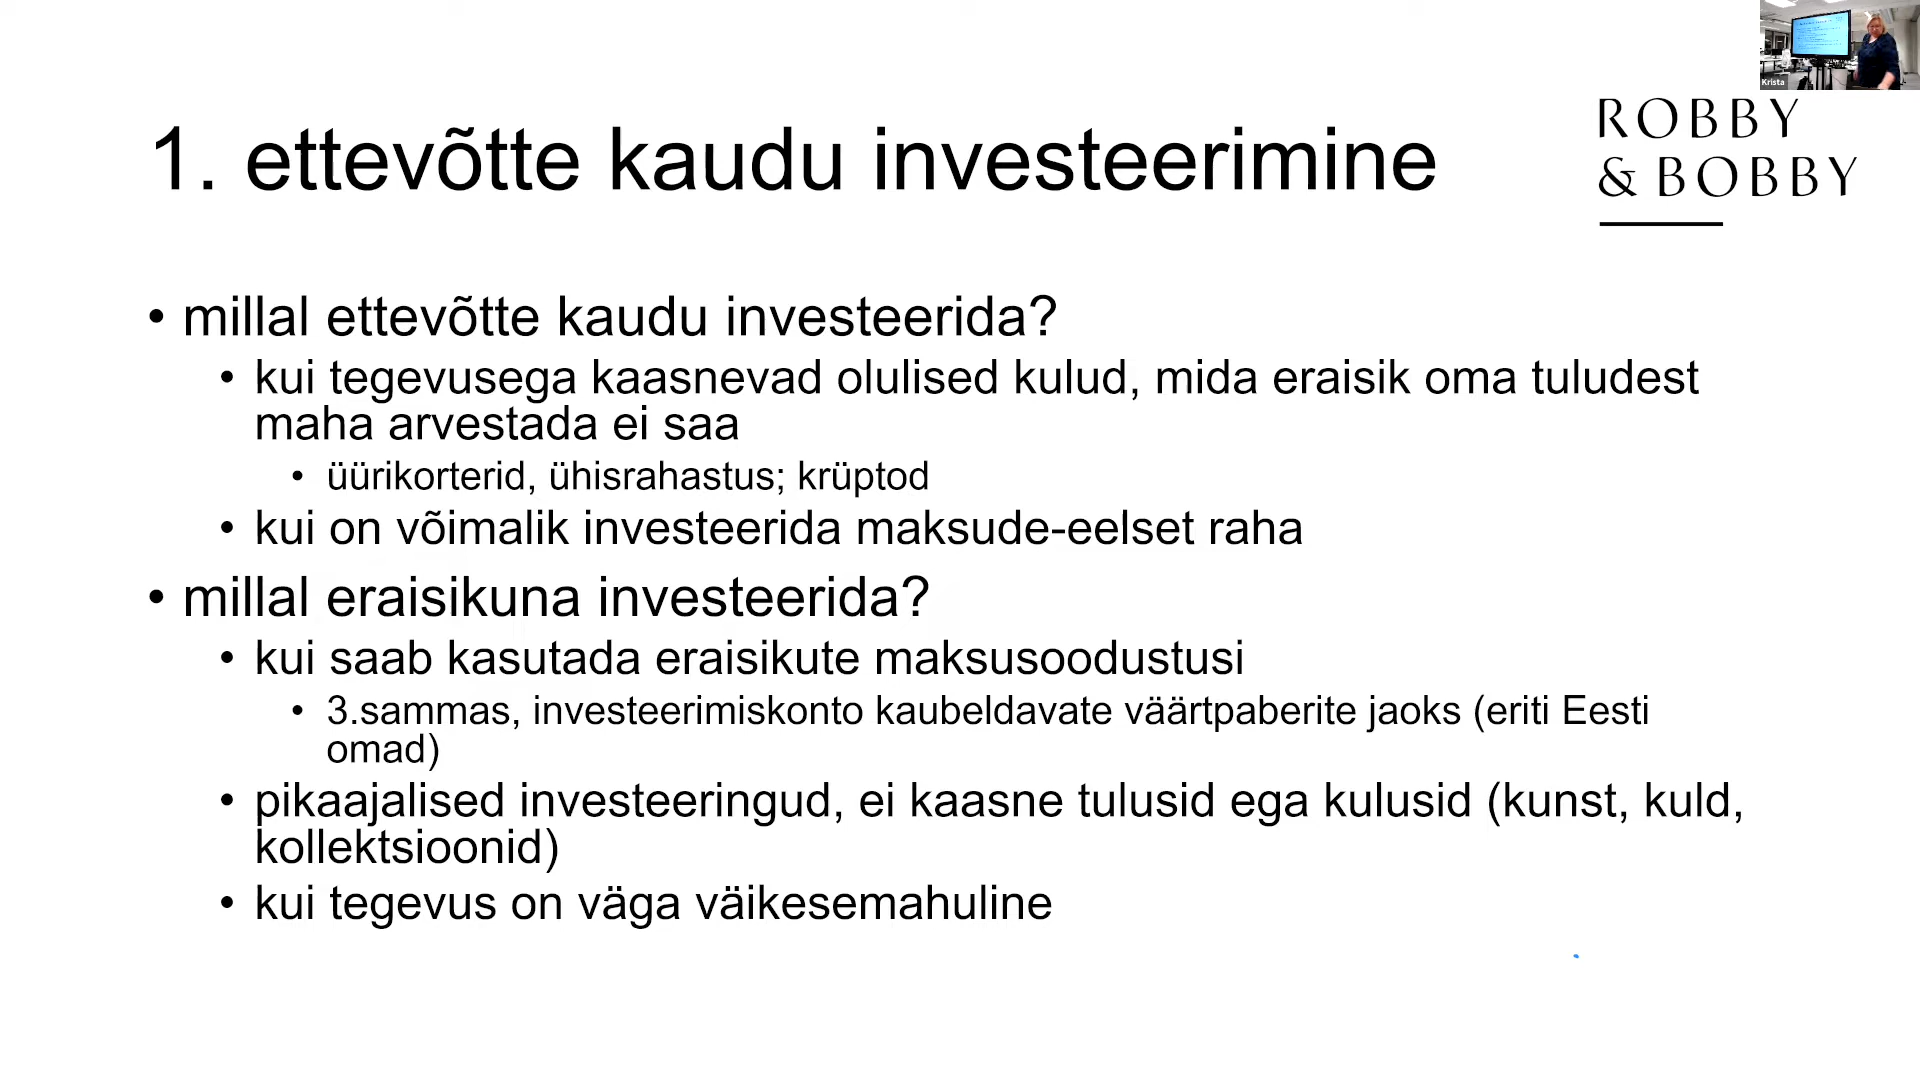 Krista
ROBBY
& BOBBY
1. ettevõtte kaudu investeerimine
• millal ettevõtte kaudu investeerida?
• kui tegevusega kaasnevad olulised kulud, mida eraisik oma tuludest
maha arvestada ei saa
• üürikorterid, ühisrahastus; krüptod
• kui on võimalik investeerida maksude-eelset raha
• millal eraisikuna investeerida?
• kui saab kasutada eraisikute maksusoodustusi
• 3.sammas, investeerimiskonto kaubeldavate väärtpaberite jaoks (eriti Eesti
omad)
• pikaajalised investeeringud, ei kaasne tulusid ega kulusid (kunst, kuld,
kollektsioonid)
• kui tegevus on väga väikesemahuline